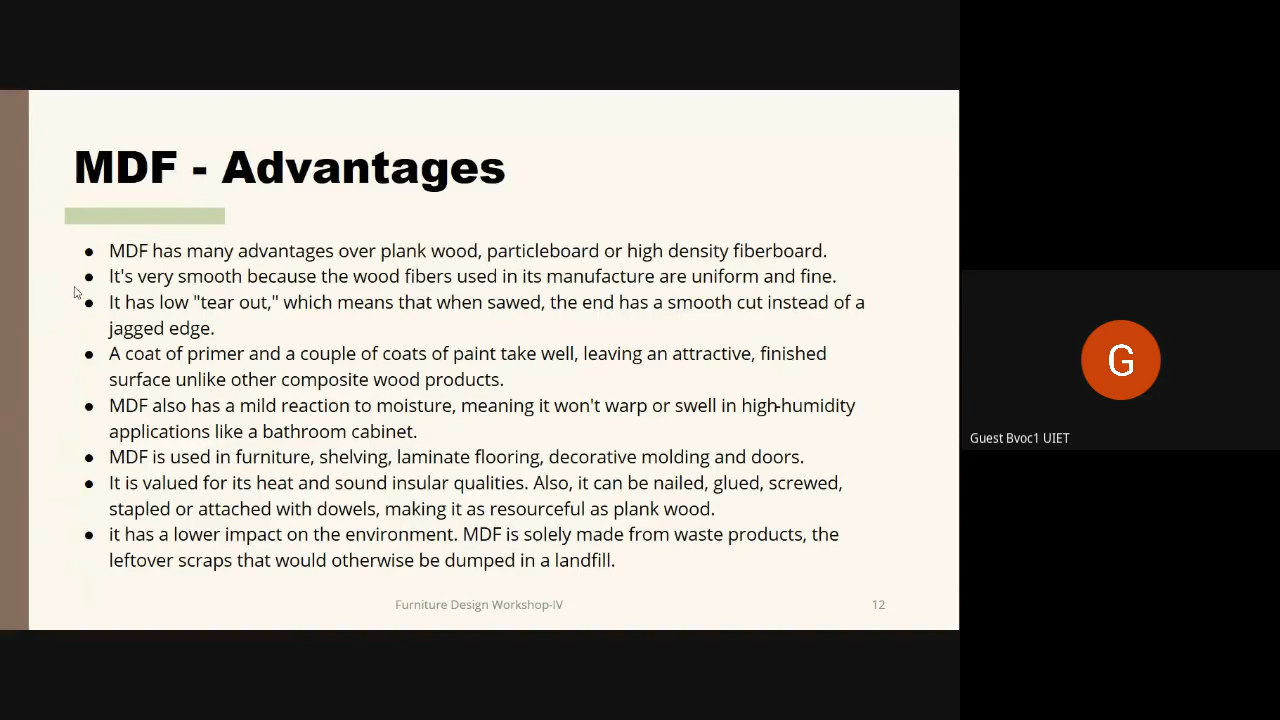 MDF - Advantages
● MDF has many advantages over plank wood, particleboard or high density fiberboard.
● It's very smooth because the wood fibers used in its manufacture are uniform and fine.
● It has low "tear out," which means that when sawed, the end has a smooth cut instead of a
jagged edge.
● A coat of primer and a couple of coats of paint take well, leaving an attractive, finished
surface unlike other composite wood products.
● MDF also has a mild reaction to moisture, meaning it won't warp or swell in high-humidity
applications like a bathroom cabinet.
● MDF is used in furniture, shelving, laminate flooring, decorative molding and doors.
● It is valued for its heat and sound insular qualities. Also, it can be nailed, glued, screwed,
stapled or attached with dowels, making it as resourceful as plank wood.
● it has a lower impact on the environment. MDF is solely made from waste products, the
leftover scraps that would otherwise be dumped in a landfill.
Furniture Design Workshop-IV
12
G
Guest Bvoc1 UIET